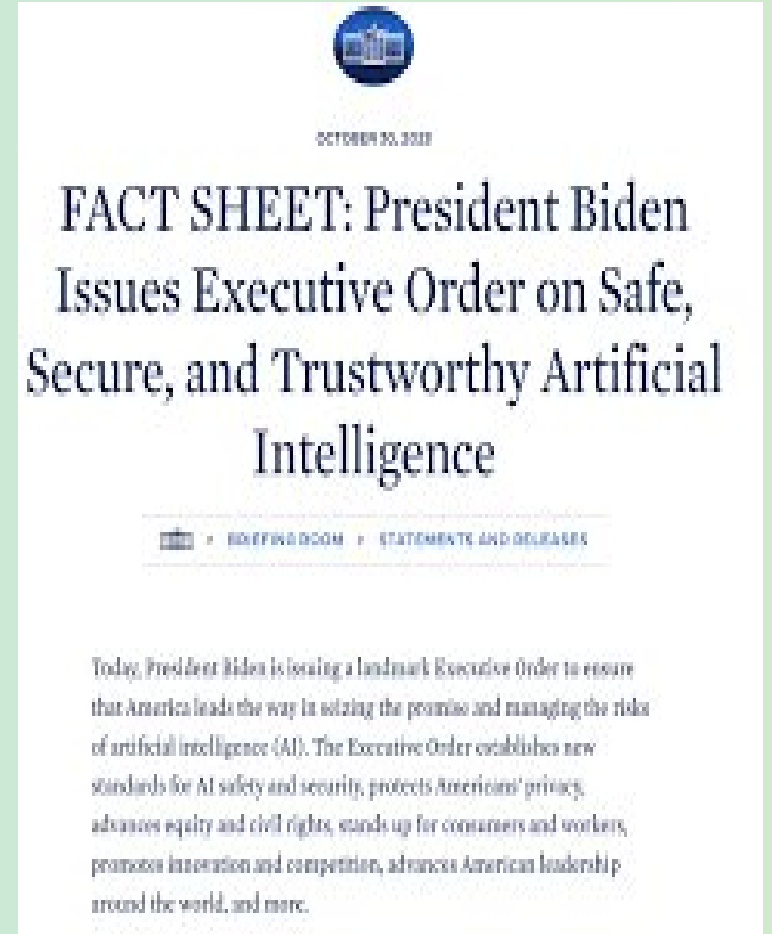 OCTOBER 30, 2023
FACT SHEET: President Biden
Issues Executive Order on Safe,
Secure, and Trustworthy Artificial
Intelligence
BRIEFING ROOM
STATEMENTS AND RELEASES
Today, President Biden is issuing a landmark Executive Order to ensure
that America leads the way in seizing the promise and managing the risks
of artificial intelligence (AI). The Executive Order establishes new
standards for AI safety and security, protects Americans' privacy,
advances equity and civil rights, stands up for consumers and workers,
promotes innovation and competition, advances American leadership
around the world, and more.